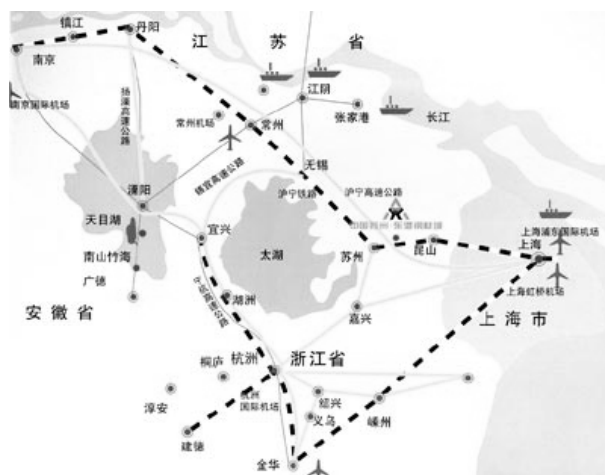 镇江
丹阳
江苏省
南京
南京国际机场
扬溧高速公路
常州机场
常州
江阴
张家港
长江
锡宜高速公路
无锡
沪宁铁路
沪宁高速公路
溧阳
天目湖
宜兴
太湖
苏州
昆山
上海浦东国际机场
上海
南山竹海
广德
宁杭高速公路
湖洲
嘉兴
上海虹桥机场
安徽省
上海市
桐庐
杭州
浙江省
杭州
国际机场
淳安
绍兴
义乌
嵊州
建德
金华